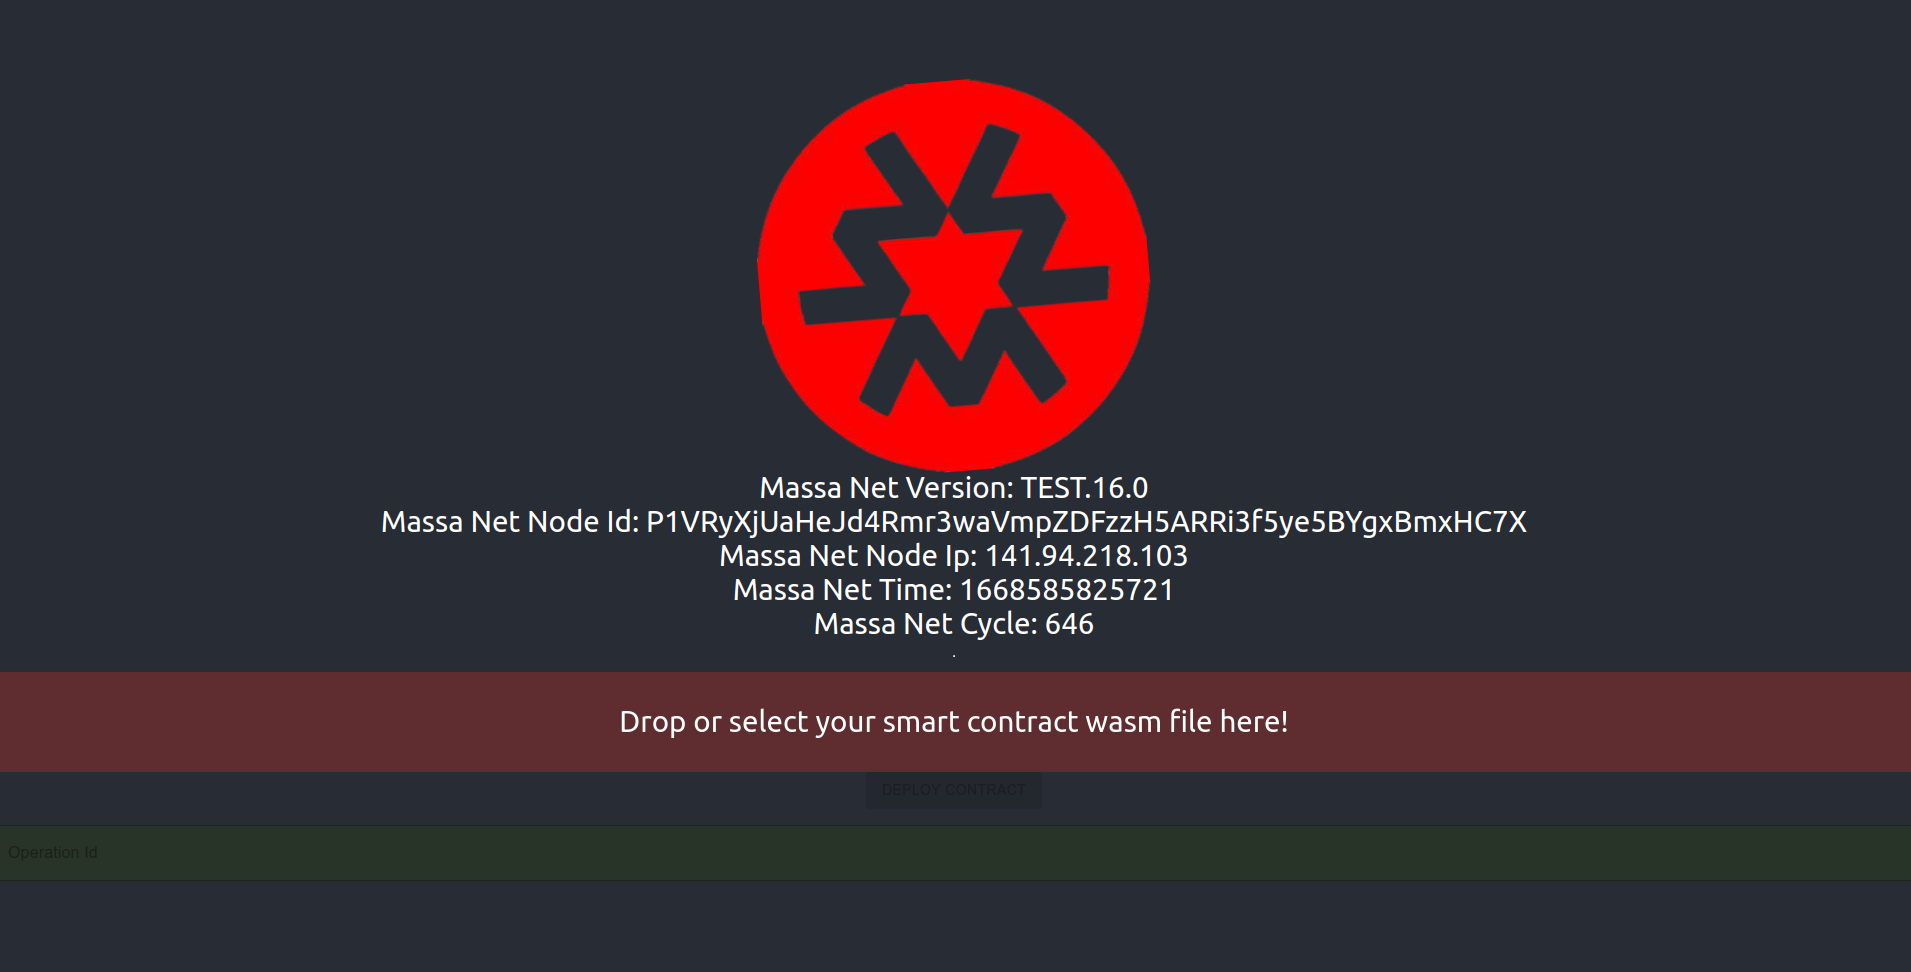 Massa Net Version: TEST.16.0
Massa Net Node Id: P1VRyXjUaHeJd4Rmr3waVmpZDFzzH5ARRi3f5ye5BYgxBmxHC7X
Massa Net Node Ip: 141.94.218.103
Massa Net Time: 1668585825721
Massa Net Cycle: 646
.
Drop or select your smart contract wasm file here!
DEPLOY CONTRACT
Operation Id